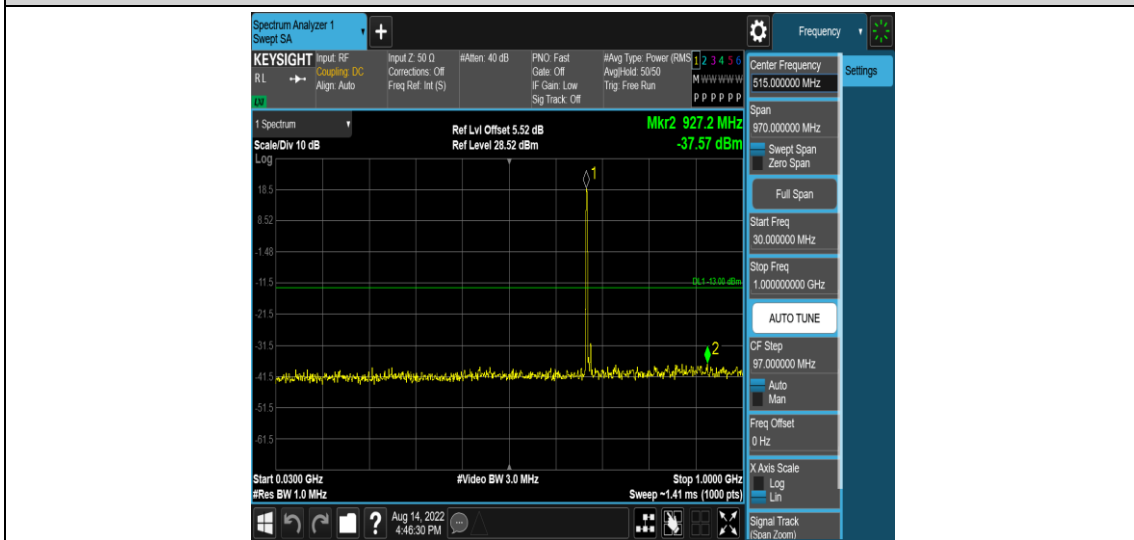 Spectrum Analyzer 1
Swept SA
+
Frequency
KEYSIGHT
RL
LXI
Input: RF
Coupling: DC
Align: Auto
Input Z: 50 Ω
Corrections: Off
Freq Ref: Int (S)
#Atten: 40 dB
PNO: Fast
Gate: Off
IF Gain: Low
Sig Track: Off
#Avg Type: Power (RMS
Avg|Hold: 50/50
Trig: Free Run
1 2 3 4 5 6
M W W W W W
P P P P P P
1 Spectrum
Scale/Div 10 dB
Log
Ref Lvl Offset 5.52 dB
Ref Level 28.52 dBm
Mkr2 927.2 MHz
-37.57 dBm
1
18.5
8.52
-1.48
-11.5
DL1 -13.00 dBm
-21.5
-31.5
2
-41.5
-51.5
-61.5
Start 0.0300 GHz
#Res BW 1.0 MHz
#Video BW 3.0 MHz
Stop 1.0000 GHz
Sweep ~1.41 ms (1000 pts)
?
Aug 14, 2022
4:46:30 PM
Center Frequency
515.000000 MHz
Settings
Span
970.000000 MHz
Swept Span
Zero Span
Full Span
Start Freq
30.000000 MHz
Stop Freq
1.000000000 GHz
AUTO TUNE
CF Step
97.000000 MHz
Auto
Man
Freq Offset
0 Hz
X Axis Scale
Log
Lin
Signal Track
(Span Zoom)